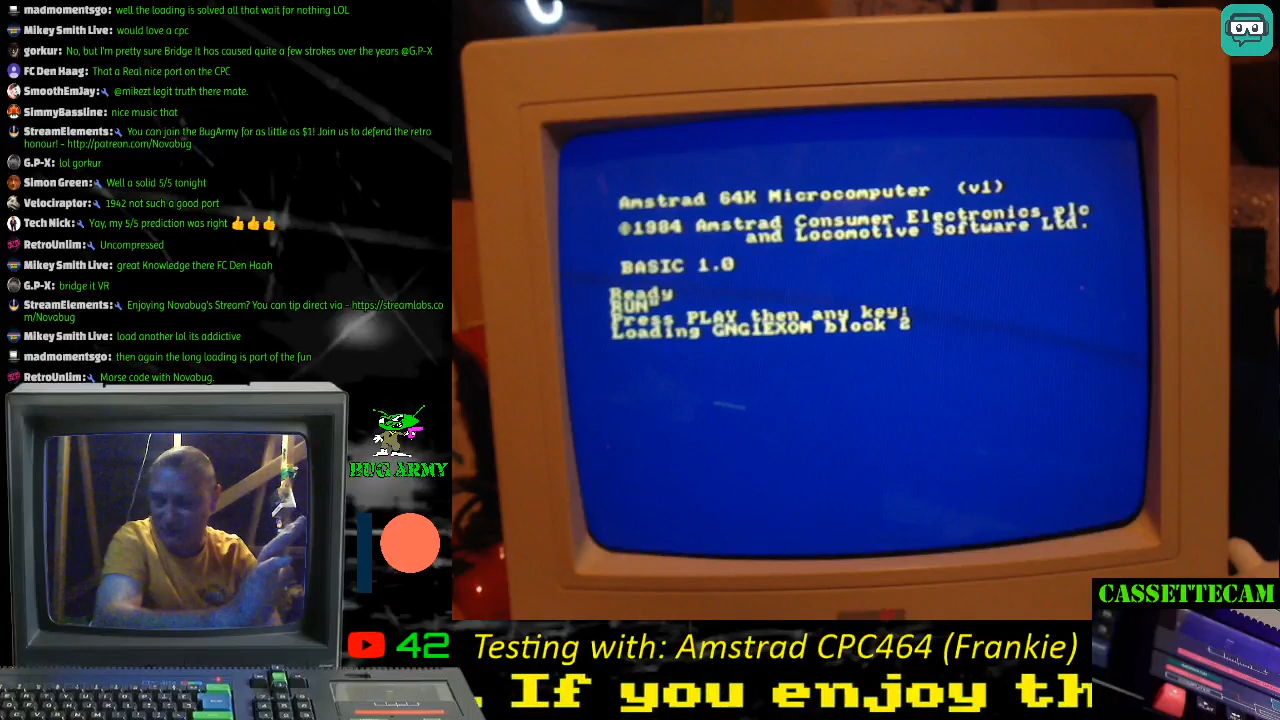 madmomentsgo: well the loading is solved all that wait for nothing LOL
Mikey Smith Live: would love a cpc
gorkur: No, but I'm pretty sure Bridge It has caused quite a few strokes over the years @G.P-X
FC Den Haag: That a Real nice port on the CPC
SmoothEmJay: @mikezt legit truth there mate.
SimmyBassline: nice music that
StreamElements: You can join the BugArmy for as little as $1! Join us to defend the retro
honour! - http://patreon.com/Novabug
G.P-X: lol gorkur
Simon Green: Well a solid 5/5 tonight
Velociraptor: 1942 not such a good port
Tech Nick: Yay, my 5/5 prediction was right 👍👍👍
RetroUnlim: Uncompressed
Mikey Smith Live: great Knowledge there FC Den Haah
G.P-X: bridge it VR
StreamElements: Enjoying Novabug's Stream? You can tip direct via - https://streamlabs.co
m/Novabug
Mikey Smith Live: load another lol its addictive
madmomentsgo: then again the long loading is part of the fun
RetroUnlim: Morse code with Novabug.
Amstrad 64K Microcomputer (v1)
©1984 Amstrad Consumer Electronics plc
and Locomotive Software Ltd.
BASIC 1.0
Ready
RUN"
Press PLAY then any key:
Loading GNG1EXOM block 2
BUG ARMY
CASSETTECAM
42
Testing with: Amstrad CPC464 (Frankie)
. If you enjoy th